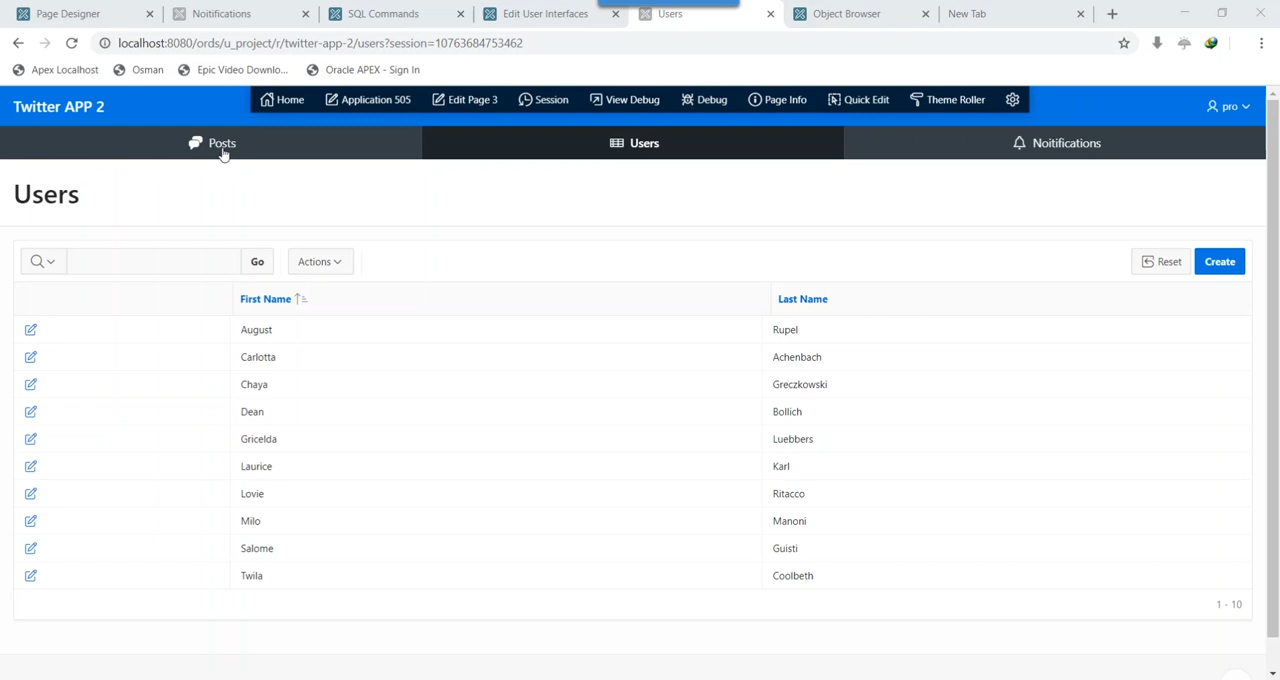 Page Designer
Noitifications
SQL Commands
Edit User Interfaces
Users
Object Browser
New Tab
localhost:8080/ords/u_project/r/twitter-app-2/users?session=10763684753462
Apex Localhost
Osman
Epic Video Downlo...
Oracle APEX - Sign In
Twitter APP 2
Home
Application 505
Edit Page 3
Session
View Debug
Debug
Page Info
Quick Edit
Theme Roller
pro
Posts
Users
Noitifications
Users
Go
Actions
Reset
Create
First Name
Last Name
August Rupel
Carlotta Achenbach
Chaya Greczkowski
Dean Bollich
Gricelda Luebbers
Laurice Karl
Lovie Ritacco
Milo Manoni
Salome Guisti
Twila Coolbeth
1 - 10